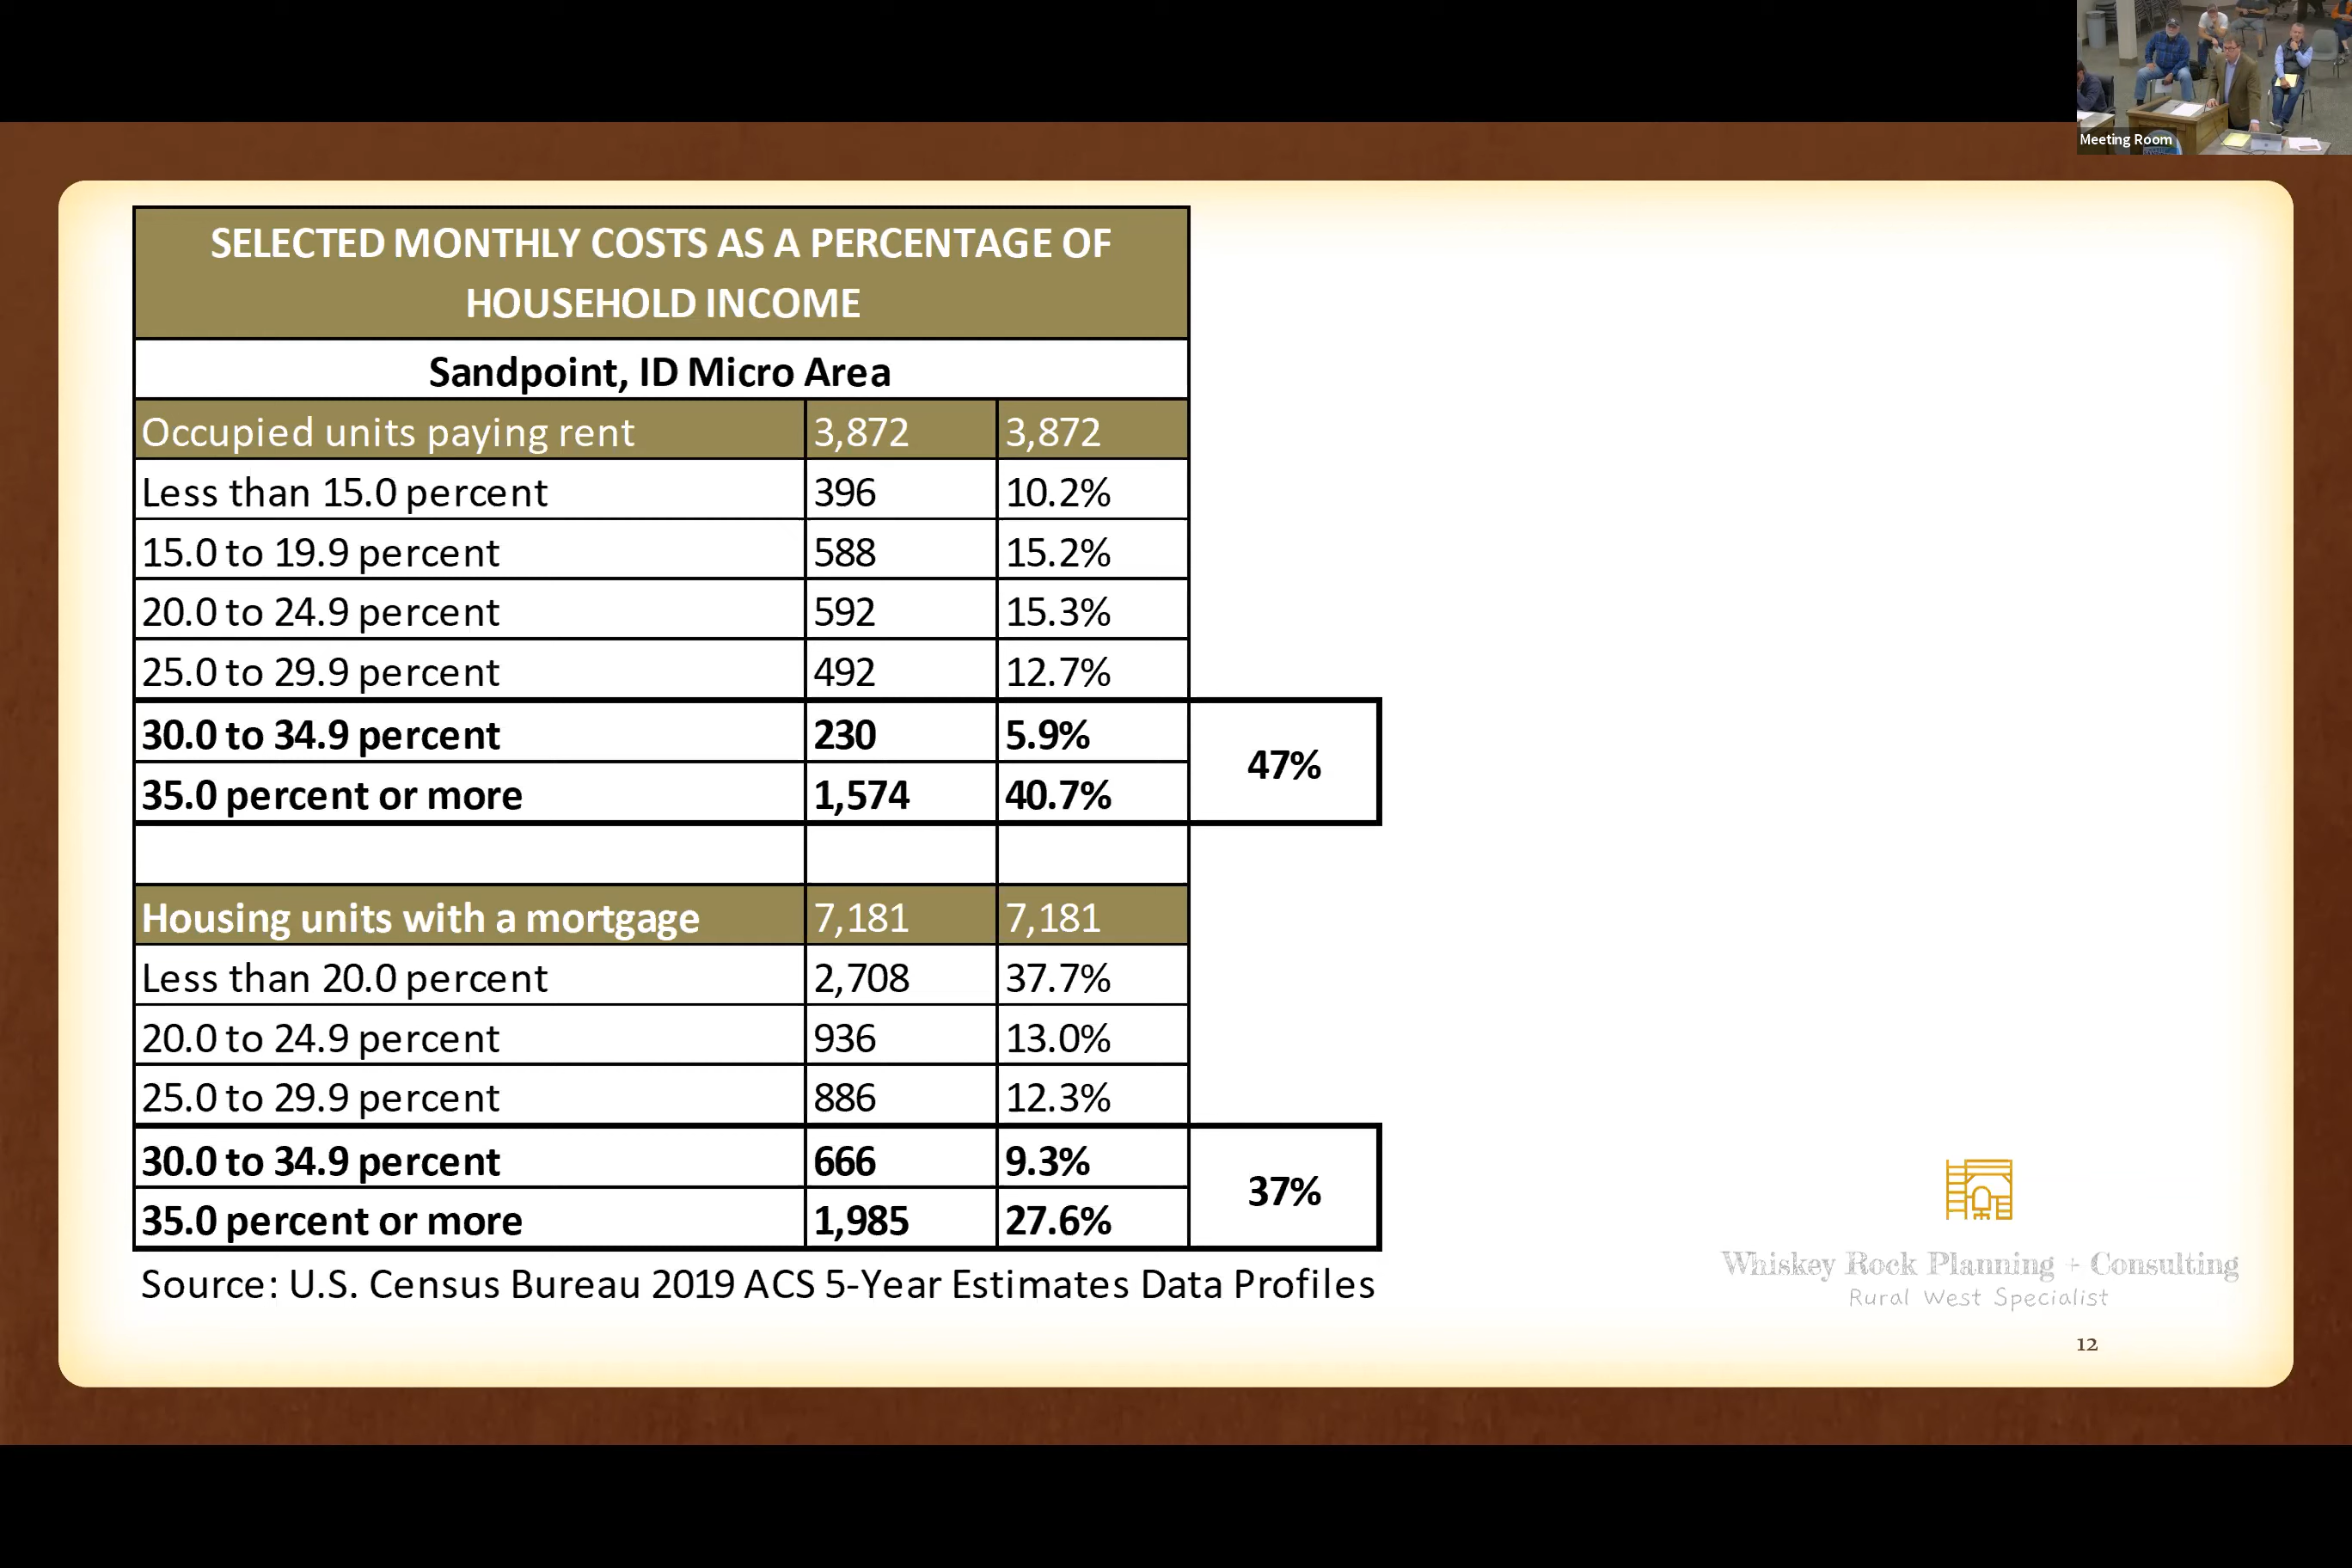 Meeting Room
SELECTED MONTHLY COSTS AS A PERCENTAGE OF
HOUSEHOLD INCOME
Sandpoint, ID Micro Area
Occupied units paying rent 3,872 3,872
Less than 15.0 percent 396 10.2%
15.0 to 19.9 percent 588 15.2%
20.0 to 24.9 percent 592 15.3%
25.0 to 29.9 percent 492 12.7%
30.0 to 34.9 percent 230 5.9%
47%
35.0 percent or more 1,574 40.7%
Housing units with a mortgage 7,181 7,181
Less than 20.0 percent 2,708 37.7%
20.0 to 24.9 percent 936 13.0%
25.0 to 29.9 percent 886 12.3%
30.0 to 34.9 percent 666 9.3%
37%
35.0 percent or more 1,985 27.6%
Source: U.S. Census Bureau 2019 ACS 5-Year Estimates Data Profiles
Whiskey Rock Planning + Consulting
Rural West Specialist
12